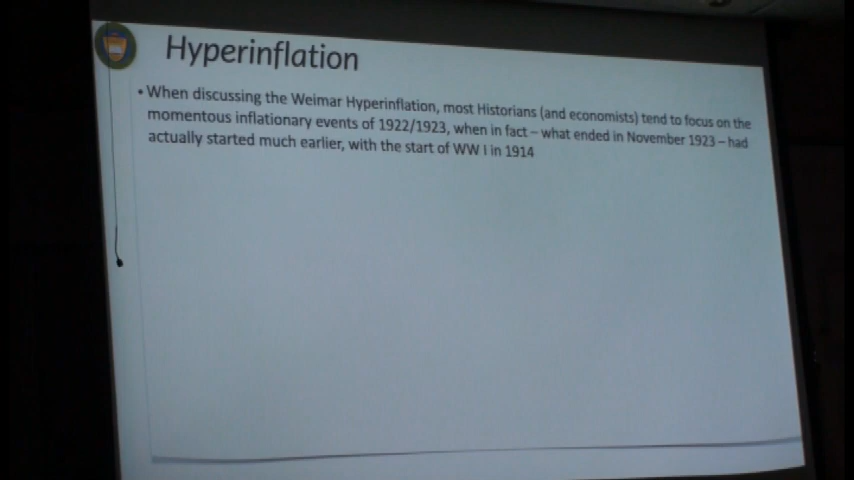 Hyperinflation
• When discussing the Weimar Hyperinflation, most Historians (and economists) tend to focus on the
momentous inflationary events of 1922/1923, when in fact – what ended in November 1923 – had
actually started much earlier, with the start of WW I in 1914